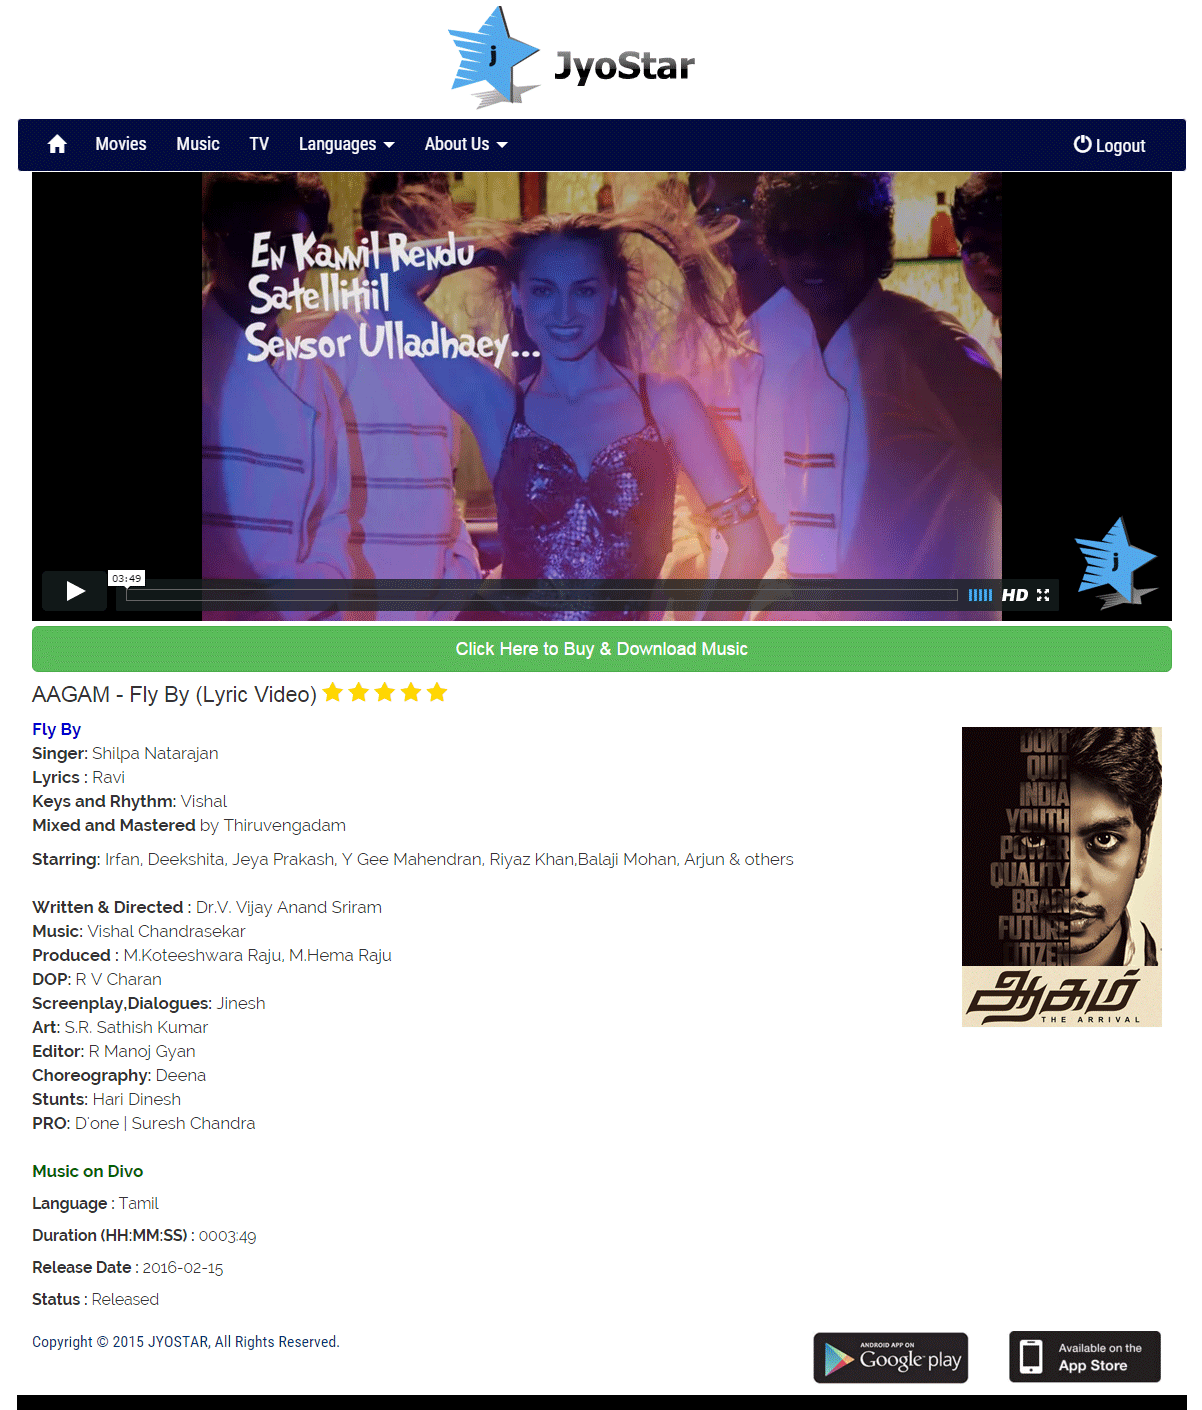 j
JyoStar
Movies Music TV Languages About Us Logout
En Kannil Rendu
Satellitiil
Sensor Ulladhaey...
j
03:49
HD
Click Here to Buy & Download Music
AAGAM - Fly By (Lyric Video)
Fly By
Singer: Shilpa Natarajan
Lyrics : Ravi
Keys and Rhythm: Vishal
Mixed and Mastered by Thiruvengadam
Starring: Irfan, Deekshita, Jeya Prakash, Y Gee Mahendran, Riyaz Khan,Balaji Mohan, Arjun & others
Written & Directed : Dr.V. Vijay Anand Sriram
Music: Vishal Chandrasekar
Produced : M.Koteeshwara Raju, M.Hema Raju
DOP: R V Charan
Screenplay,Dialogues: Jinesh
Art: S.R. Sathish Kumar
Editor: R Manoj Gyan
Choreography: Deena
Stunts: Hari Dinesh
PRO: D'one | Suresh Chandra
DONT
QUIT
INDIA
YOUTH
POWER
QUALITY
BRAIN
FUTURE
CITIZEN
ஆகம்
THE ARRIVAL
Music on Divo
Language : Tamil
Duration (HH:MM:SS) : 0003:49
Release Date : 2016-02-15
Status : Released
Copyright © 2015 JYOSTAR, All Rights Reserved.
ANDROID APP ON
Google play
Available on the
App Store